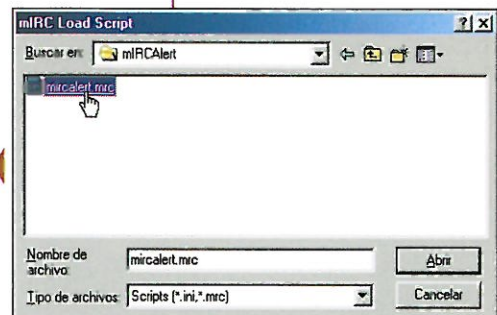 mIRC Load Script
Buscar en: mIRCAlert
mircalert.mrc
Nombre de archivo: mircalert.mrc
Abrir
Tipo de archivos: Scripts (*.ini,*.mrc)
Cancelar